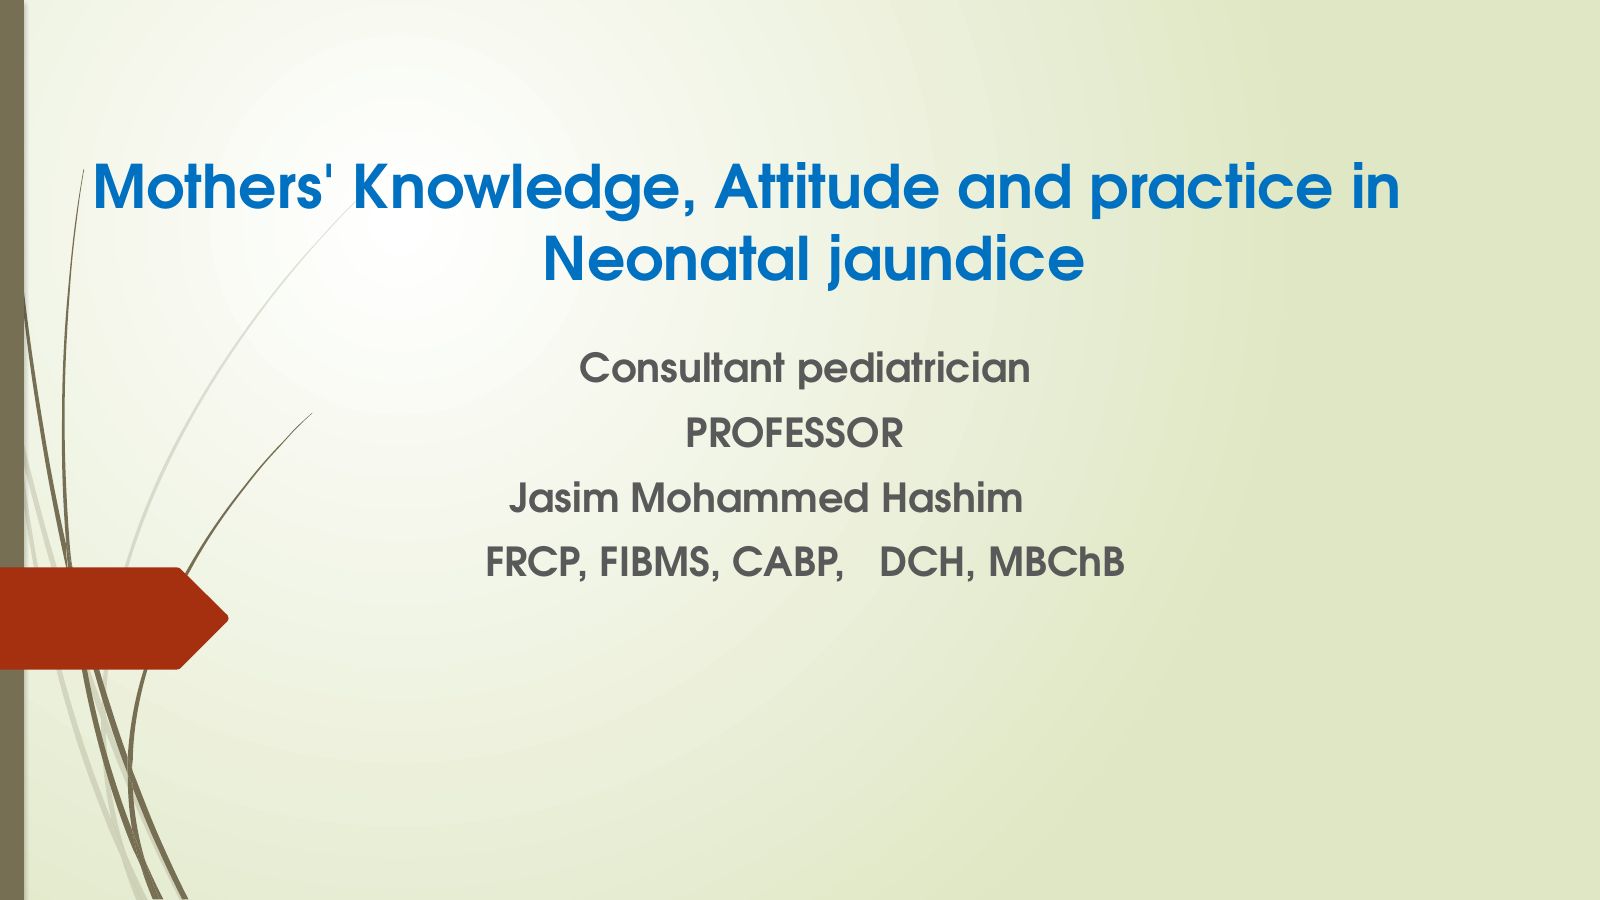 Mothers' Knowledge, Attitude and practice in
Neonatal jaundice
Consultant pediatrician
PROFESSOR
Jasim Mohammed Hashim
FRCP, FIBMS, CABP, DCH, MBChB